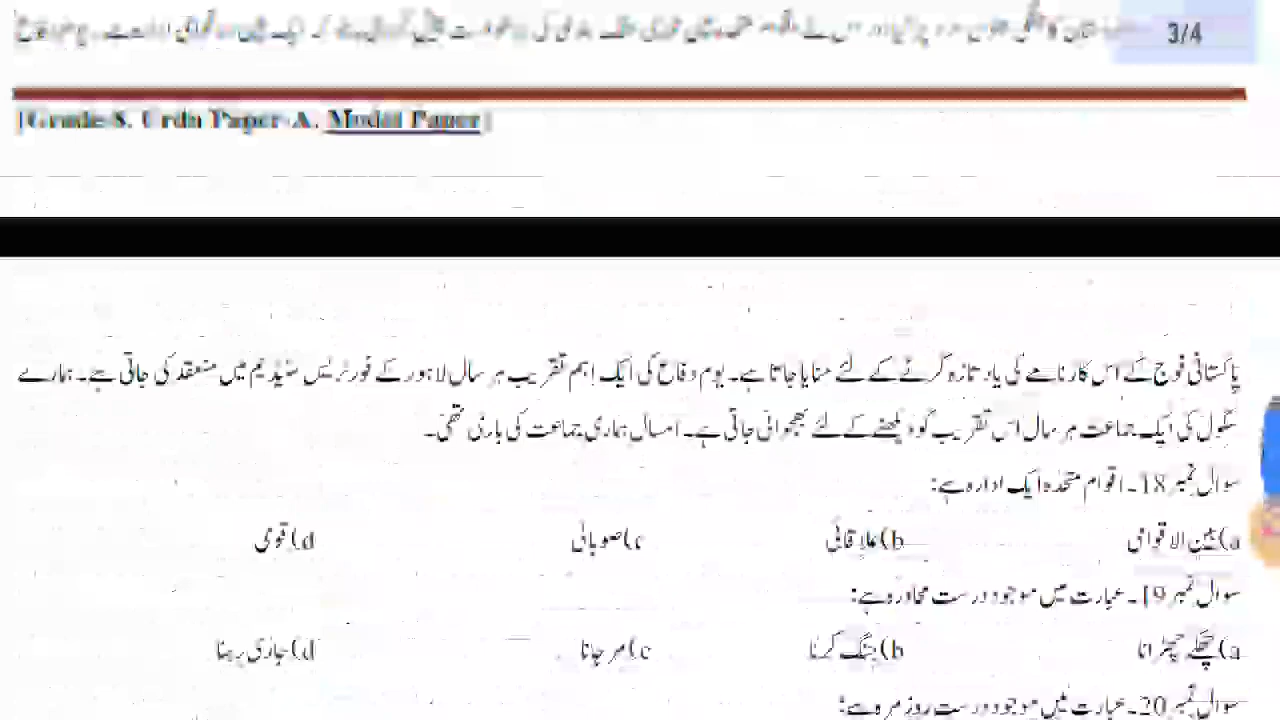 3/4
[Grade-8. Urdu Paper-A. Model Paper]
پاکستانی فوج کے اس کارنامے کی یاد تازہ کرنے کے لئے منایا جاتا ہے۔ یوم دفاع کی ایک اہم تقریب ہر سال لاہور کے فورٹریس سٹیڈیم میں منعقد کی جاتی ہے۔ ہمارے
سکول کی ایک جماعت ہر سال اس تقریب کو دیکھنے کے لئے بھجوائی جاتی ہے۔ امسال ہماری جماعت کی باری تھی۔
سوال نمبر 18۔ اقوام متحدہ ایک ادارہ ہے:
a) بین الاقوامی b) علاقائی c) صوبائی d) قومی
سوال نمبر 19۔ عبارت میں موجود درست محاورہ ہے:
a) چھکے چھڑانا b) جنگ کرنا c) مر جانا d) جاری رہنا
سوال نمبر 20۔ عبارت میں موجود درست روزمرہ ہے: